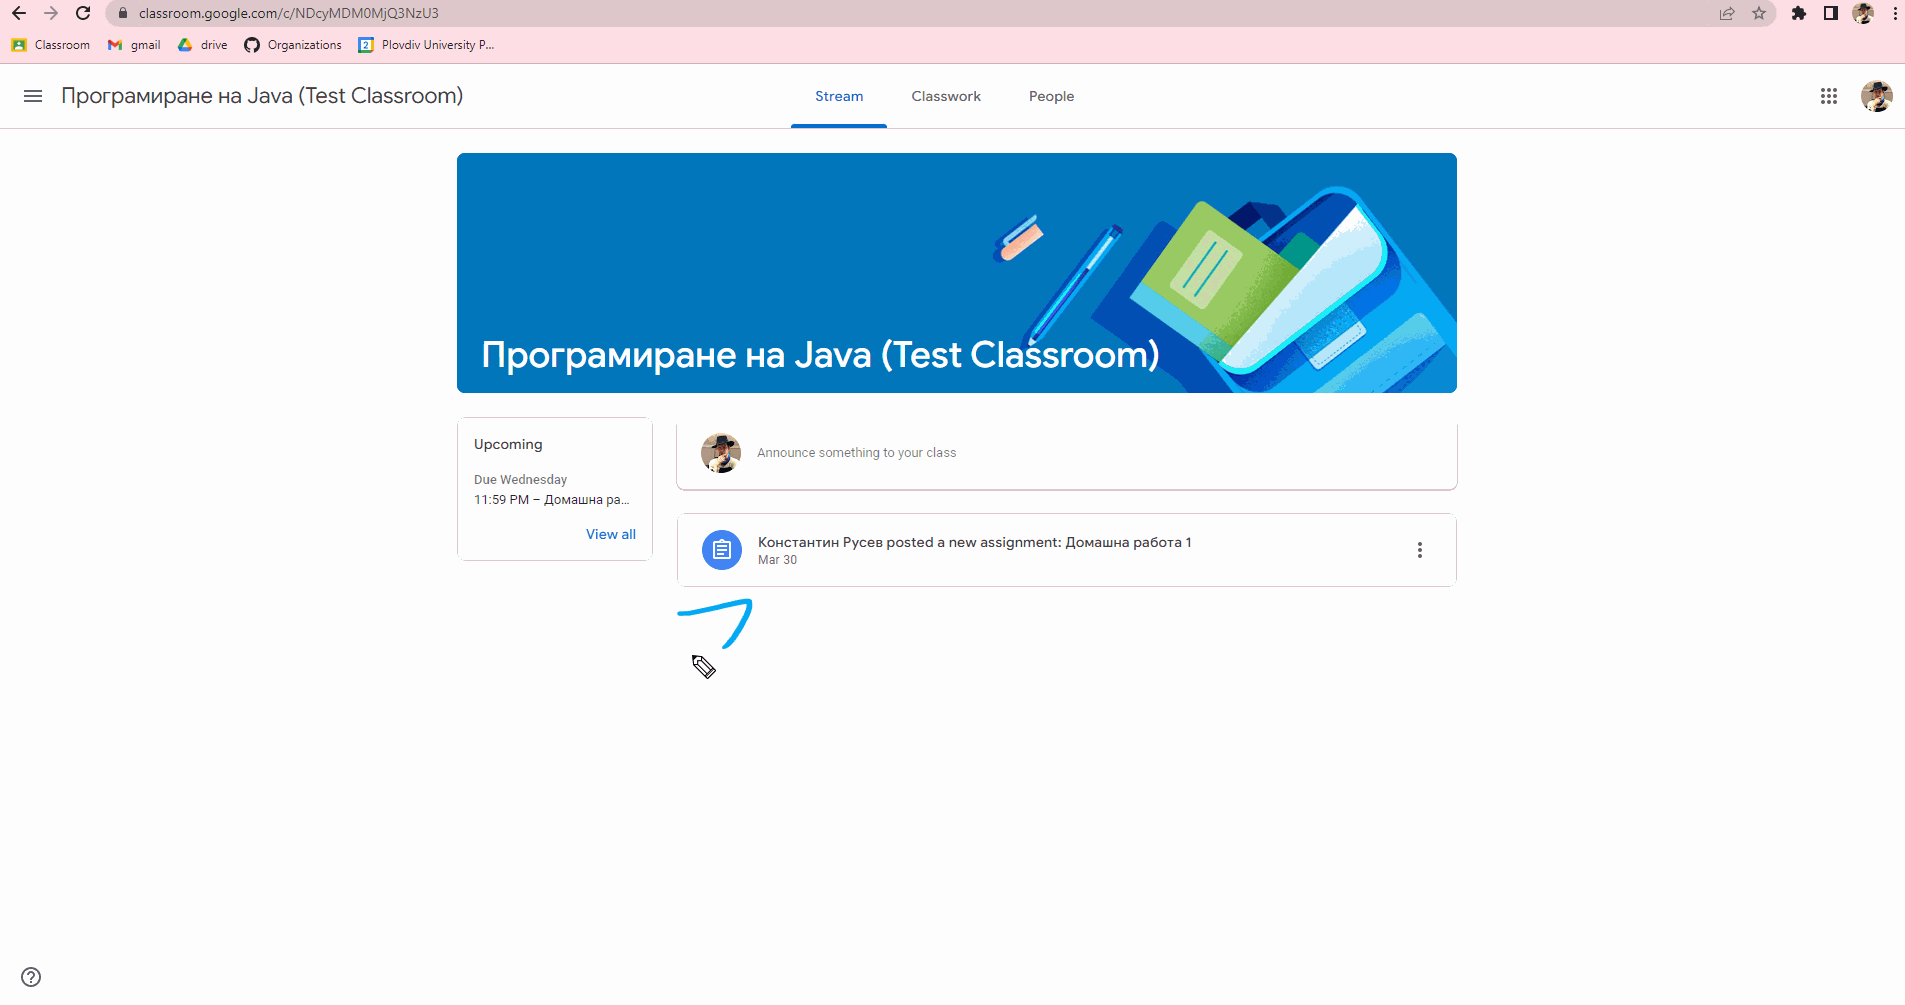 classroom.google.com/c/NDcyMDM0MjQ3NzU3
Classroom
gmail
drive
Organizations
2
Plovdiv University P...
Програмиране на Java (Test Classroom)
Stream
Classwork
People
Програмиране на Java (Test Classroom)
Upcoming
Due Wednesday
11:59 PM – Домашна ра...
View all
Announce something to your class
Константин Русев posted a new assignment: Домашна работа 1
Mar 30